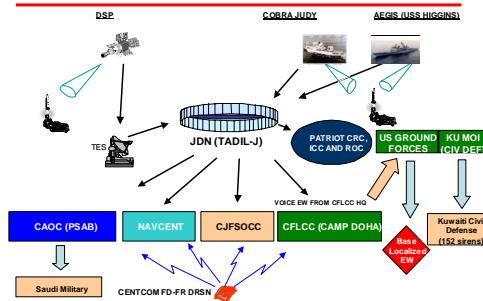 DSP
COBRA JUDY
AEGIS (USS HIGGINS)
TES
JDN (TADIL-J)
PATRIOT CRC,
ICC AND ROC
US GROUND
FORCES
KU MOI
(CIV DEF
VOICE EW FROM CFLCC HQ
CAOC (PSAB)
NAVCENT
CJFSOCC
CFLCC (CAMP DOHA)
Base
Localized
EW
Kuwaiti Civi
Defense
(152 sirens)
Saudi Military
CENTCOM FD-FR DRSN